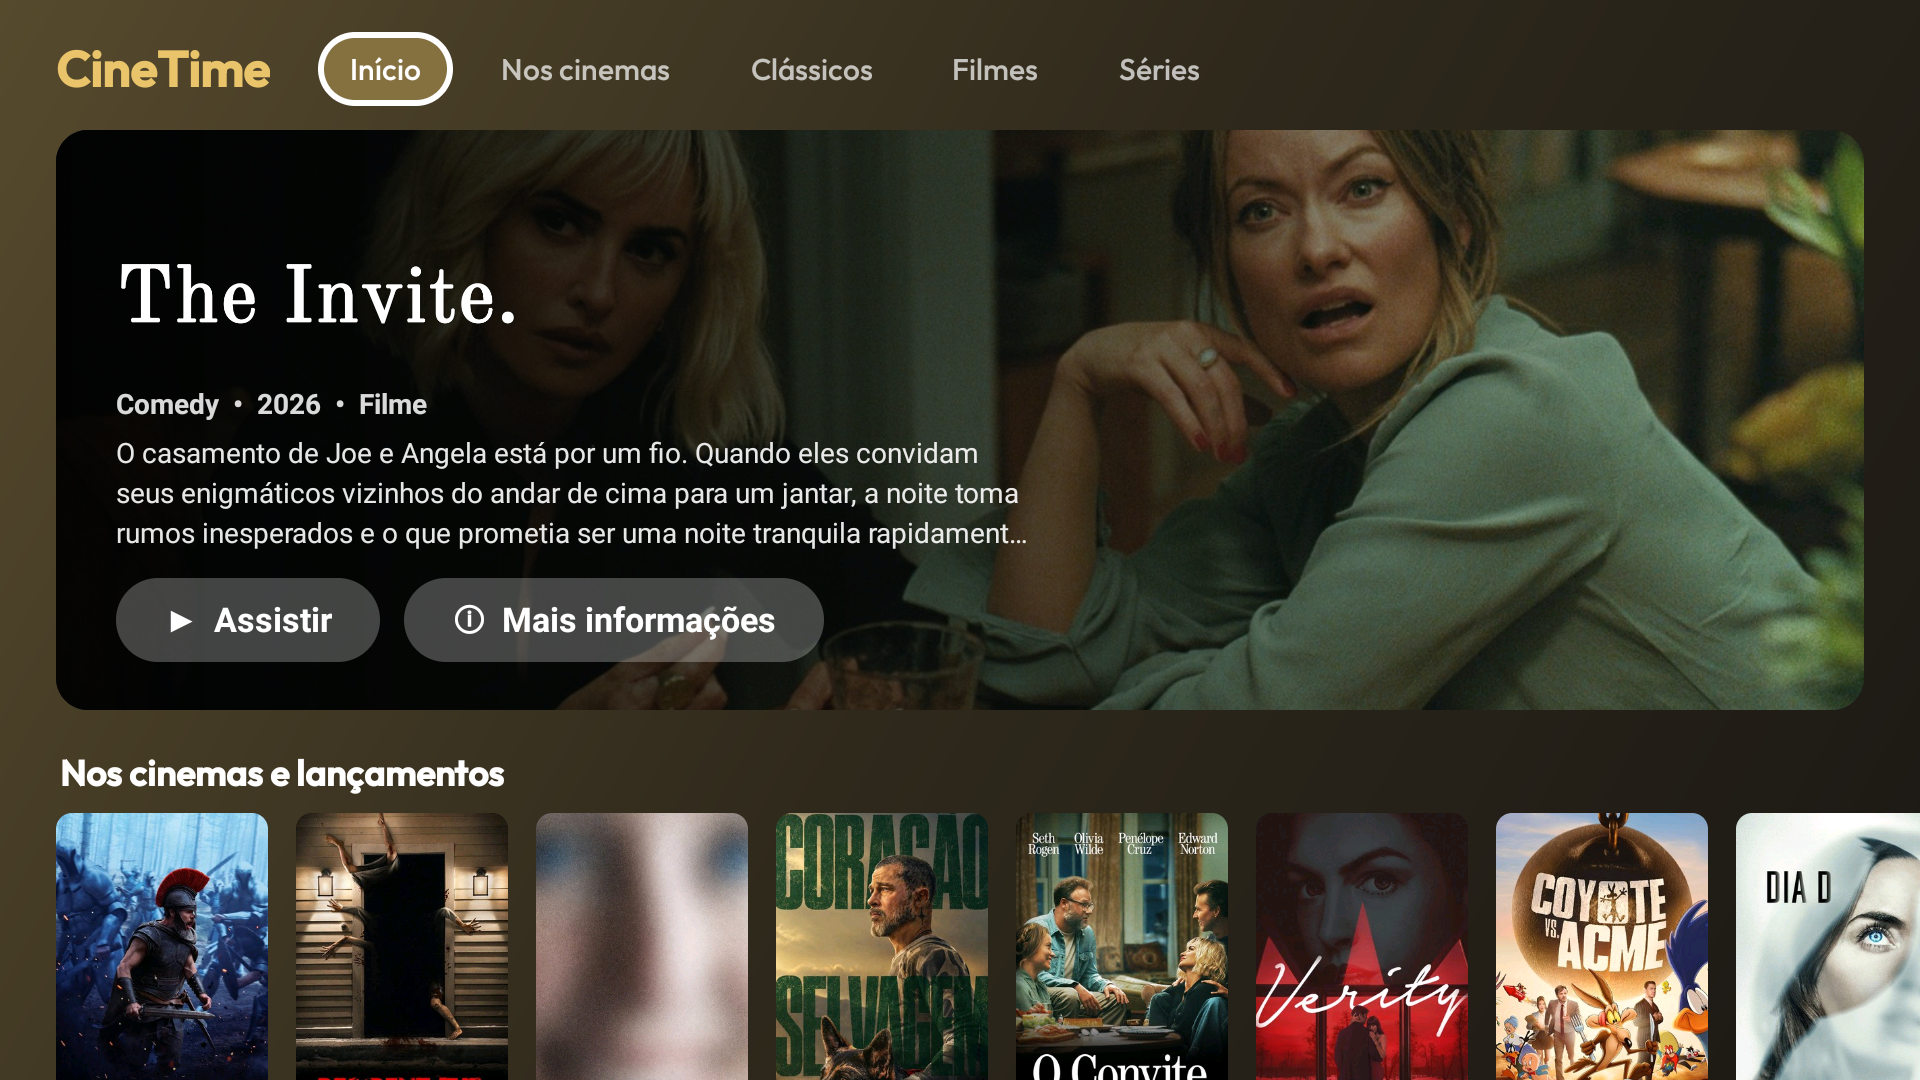 CineTime
Início
Nos cinemas
Clássicos
Filmes
Séries
The Invite.
Comedy • 2026 • Filme
O casamento de Joe e Angela está por um fio. Quando eles convidam
seus enigmáticos vizinhos do andar de cima para um jantar, a noite toma
rumos inesperados e o que prometia ser uma noite tranquila rapidament...
Assistir
Mais informações
Nos cinemas e lançamentos
CORAÇÃO
SELVAGEM
Seth Rogen
Olivia Wilde
Penélope Cruz
Edward Norton
O Convite
Verity
COYOTE
VS.
ACME
DIA D